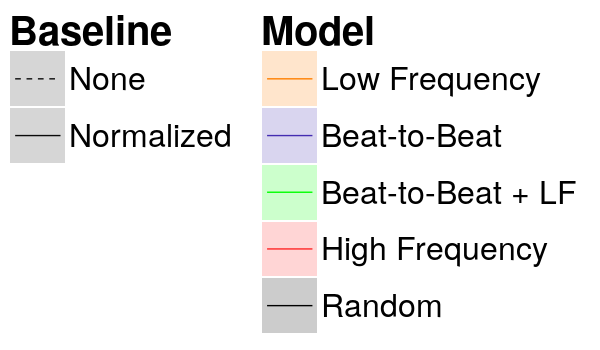 Baseline
None
Normalized
Model
Low Frequency
Beat-to-Beat
Beat-to-Beat + LF
High Frequency
Random